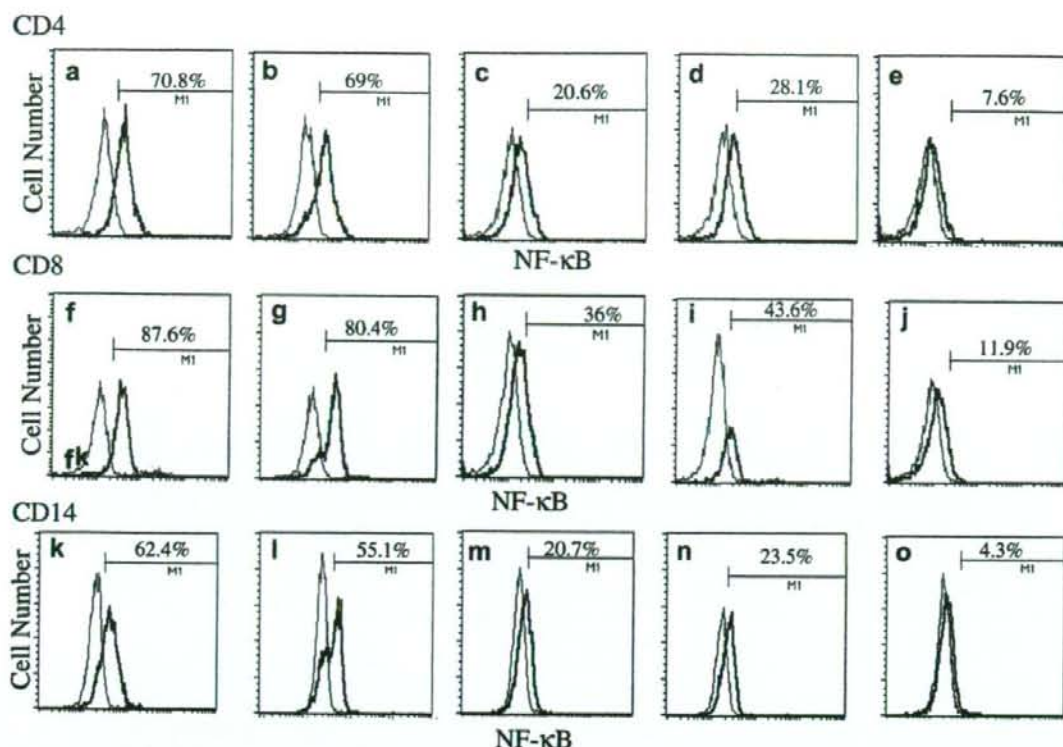 CD4
a 70.8% M1
b 69% M1
c 20.6% M1
d 28.1% M1
e 7.6% M1
Cell Number
NF-κB
CD8
f 87.6% M1
fk
g 80.4% M1
h 36% M1
i 43.6% M1
j 11.9% M1
Cell Number
NF-κB
CD14
k 62.4% M1
l 55.1% M1
m 20.7% M1
n 23.5% M1
o 4.3% M1
Cell Number
NF-κB